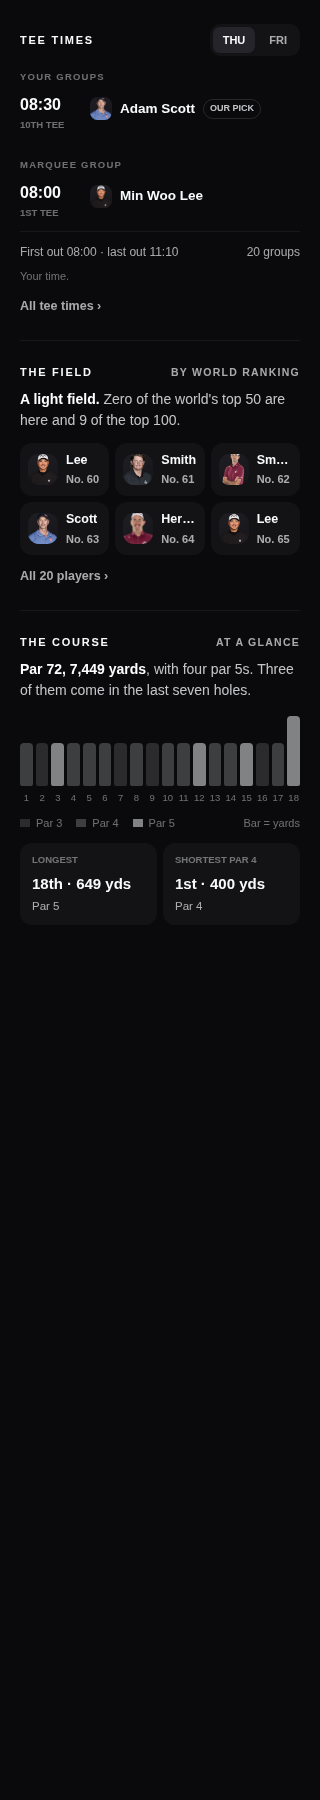 TEE TIMES
THU FRI
YOUR GROUPS
08:30 Adam Scott OUR PICK
10TH TEE
MARQUEE GROUP
08:00 Min Woo Lee
1ST TEE
First out 08:00 · last out 11:10 20 groups
Your time.
All tee times ›
THE FIELD BY WORLD RANKING
A light field. Zero of the world's top 50 are
here and 9 of the top 100.
Lee Smith Sm…
No. 60 No. 61 No. 62
Scott Her… Lee
No. 63 No. 64 No. 65
All 20 players ›
THE COURSE AT A GLANCE
Par 72, 7,449 yards, with four par 5s. Three
of them come in the last seven holes.
1 2 3 4 5 6 7 8 9 10 11 12 13 14 15 16 17 18
Par 3 Par 4 Par 5 Bar = yards
LONGEST SHORTEST PAR 4
18th · 649 yds 1st · 400 yds
Par 5 Par 4